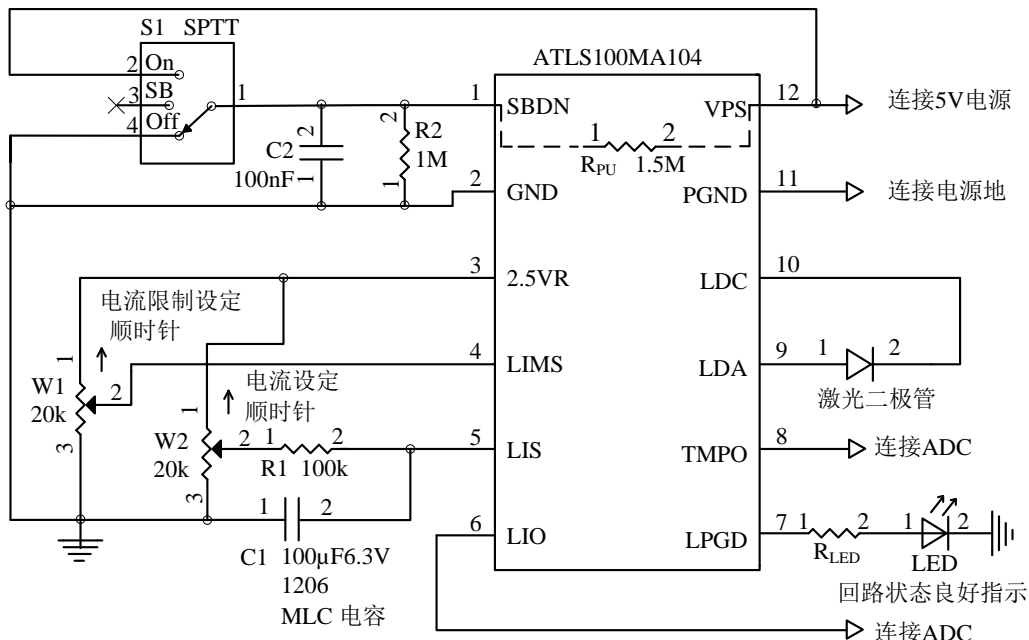 S1 SPTT
ATLS100MA104
2 On
3 SB
4 Off
1
1 SBDN
VPS 12
连接5V电源
2
C2
100nF
1
2
R2
1M
1
1 2
RPU 1.5M
2 GND
PGND 11
连接电源地
3 2.5VR
LDC 10
电流限制设定
顺时针
1
W1
20k
2
3
4 LIMS
LDA 9
1 2
激光二极管
电流设定
顺时针
1
W2
20k
2
3
1 2
R1 100k
5 LIS
TMPO 8
连接ADC
1 2
C1 100μF6.3V
1206
MLC 电容
6 LIO
LPGD 7
1 2
RLED
1 2
LED
回路状态良好指示
连接ADC